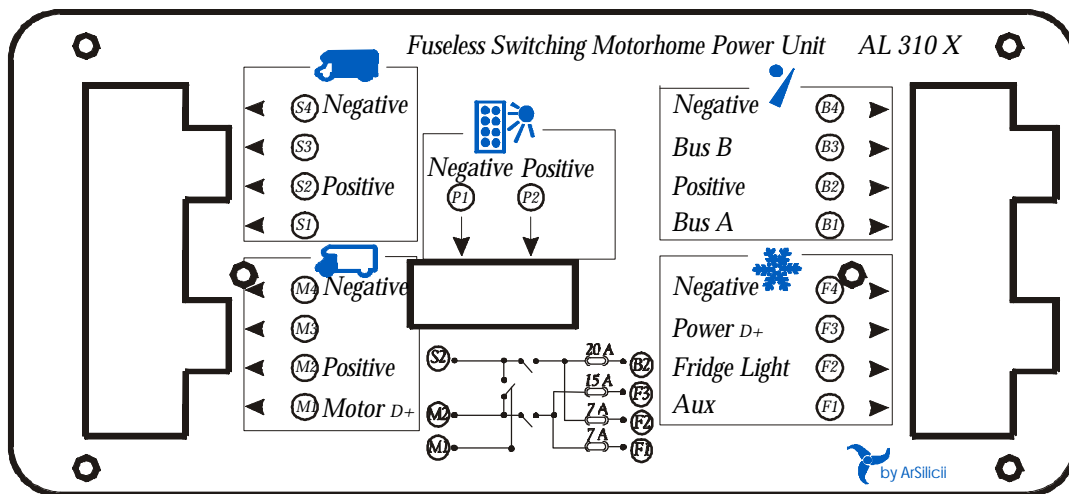 Fuseless Switching Motorhome Power Unit AL 310 X
S4 Negative
S3
S2 Positive
S1
Negative Positive
P1 P2
Negative B4
Bus B B3
Positive B2
Bus A B1
M4 Negative
M3
M2 Positive
M1 Motor D+
Negative F4
Power D+ F3
Fridge Light F2
Aux F1
S2 20 A B2
15 A F3
M2 7 A F2
M1 7 A F1
by ArSilicii